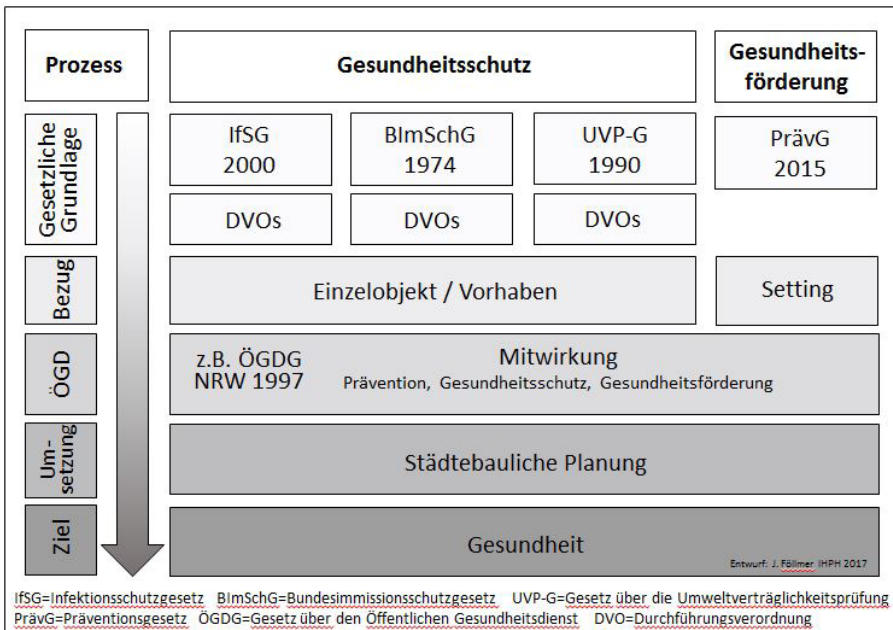 Prozess
Gesundheitsschutz
Gesundheits-
förderung
Gesetzliche
Grundlage
IfSG
2000
BImSchG
1974
UVP-G
1990
PrävG
2015
DVOs
DVOs
DVOs
Bezug
Einzelobjekt / Vorhaben
Setting
ÖGD
z.B. ÖGDG
NRW 1997
Mitwirkung
Prävention, Gesundheitsschutz, Gesundheitsförderung
Um-
setzung
Städtebauliche Planung
Ziel
Gesundheit
Entwurf: J. Föllmer IHPH 2017
IfSG=Infektionsschutzgesetz BImSchG=Bundesimmissionsschutzgesetz UVP-G=Gesetz über die Umweltverträglichkeitsprüfung
PrävG=Präventionsgesetz ÖGDG=Gesetz über den Öffentlichen Gesundheitsdienst DVO=Durchführungsverordnung